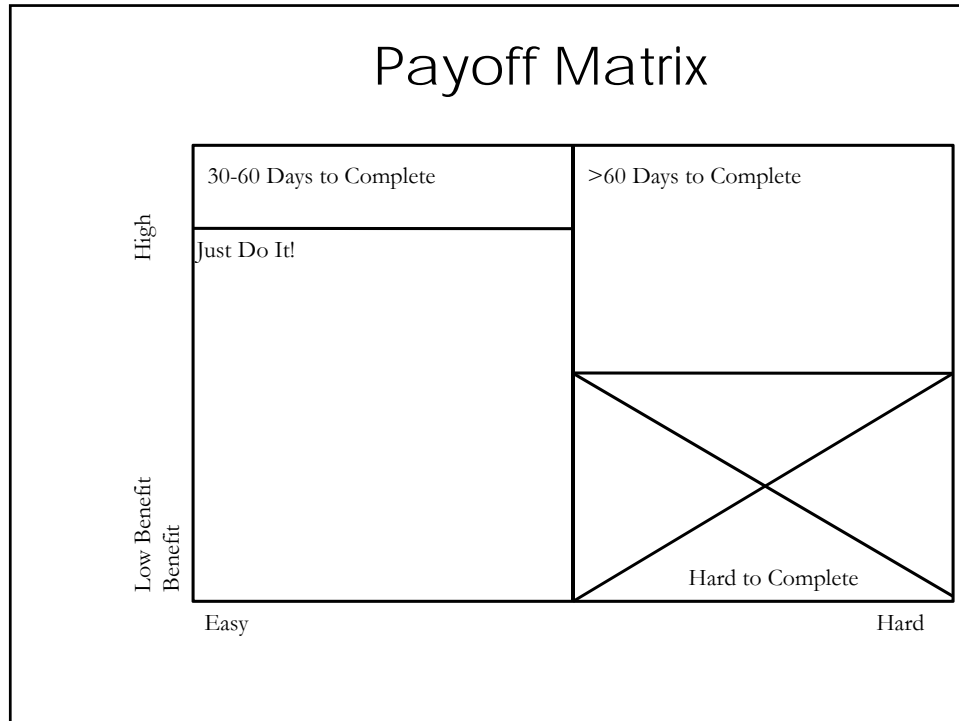 Payoff Matrix
30-60 Days to Complete
>60 Days to Complete
High
Just Do It!
Low Benefit
Benefit
Hard to Complete
Easy
Hard